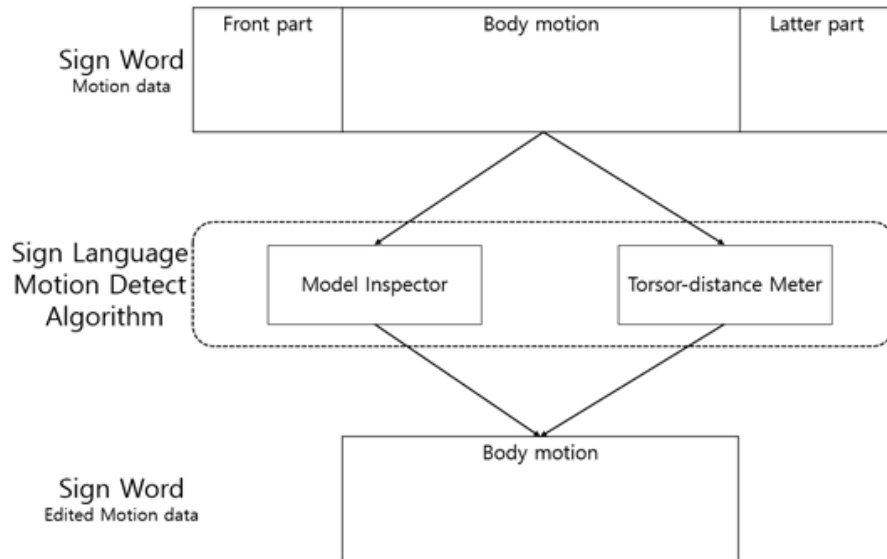 Front part
Body motion
Latter part
Sign Word
Motion data
Sign Language
Motion Detect
Algorithm
Model Inspector
Torsor-distance Meter
Body motion
Sign Word
Edited Motion data